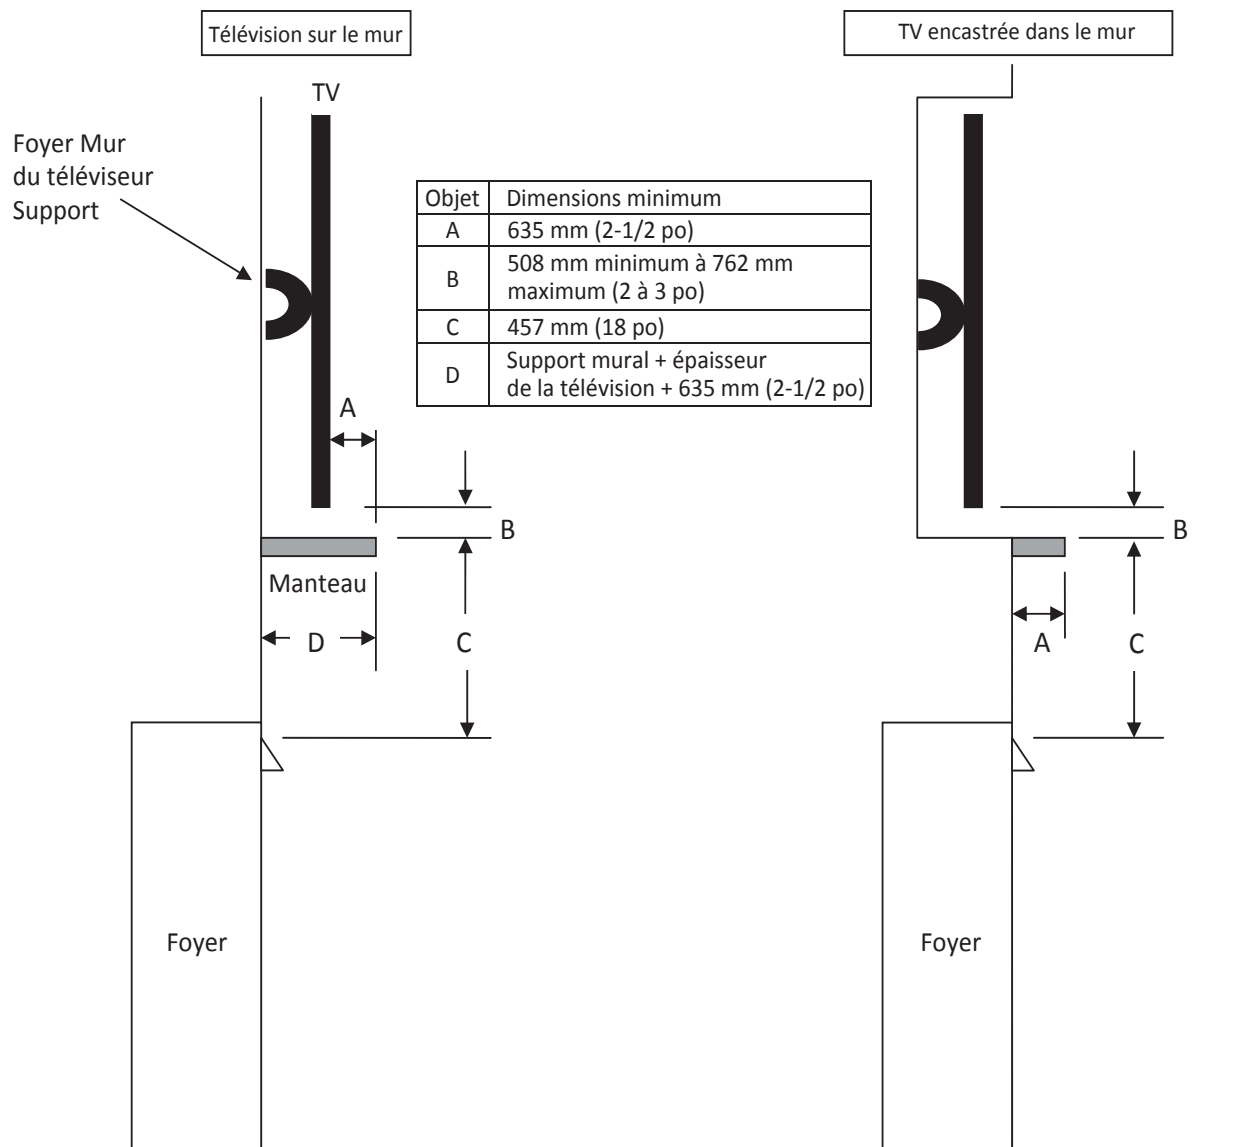 Télévision sur le mur
TV encastrée dans le mur
TV
Foyer Mur
du téléviseur
Support
Objet Dimensions minimum
A 635 mm (2-1/2 po)
B 508 mm minimum à 762 mm
maximum (2 à 3 po)
C 457 mm (18 po)
D Support mural + épaisseur
de la télévision + 635 mm (2-1/2 po)
A
B
B
Manteau
D
C
A
C
Foyer
Foyer